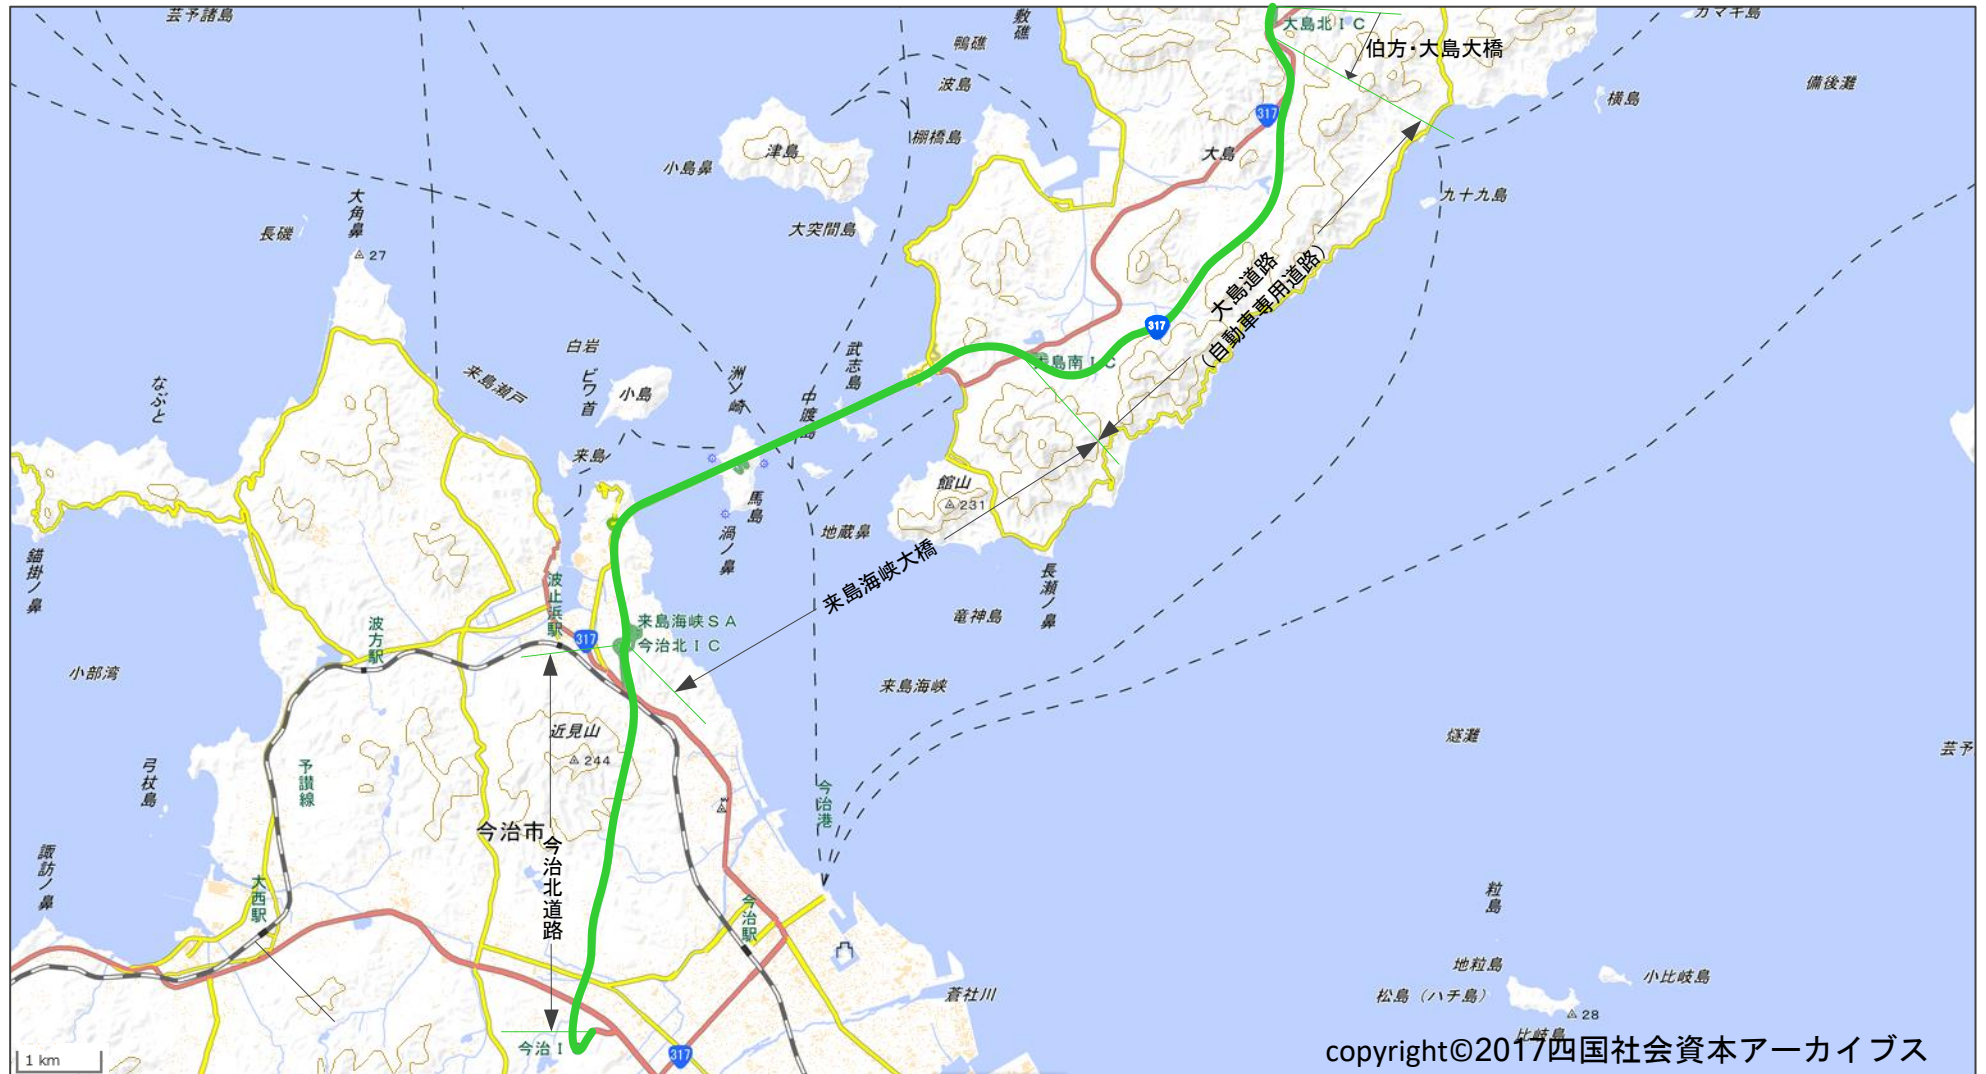 芸予諸島
敷礁
大島北ＩＣ
カマギ島
伯方・大島大橋
鴨礁
波島
備後灘
横島
317
棚橋島
津島
小島鼻
大島
九十九島
大角鼻
長磯
大突間島
27
大島道路
（自動車専用道路）
317
白岩
ビワ首
武志島
来島瀬戸
洲ノ崎
大島南ＩＣ
なぶと
小島
中渡島
来島
館山
231
馬島
渦ノ鼻
地蔵鼻
来島海峡大橋
錨掛ノ鼻
波止浜駅
長瀬ノ鼻
竜神島
波方駅
317
来島海峡ＳＡ
今治北ＩＣ
小部湾
来島海峡
近見山
244
燧灘
芸予
弓杖島
予讃線
今治港
今治市
今治北道路
諏訪ノ鼻
大西駅
今治駅
粒島
地粒島
小比岐島
松島（ハチ島）
蒼社川
28
比岐島
今治Ｉ
317
1 km
copyright©2017四国社会資本アーカイブス